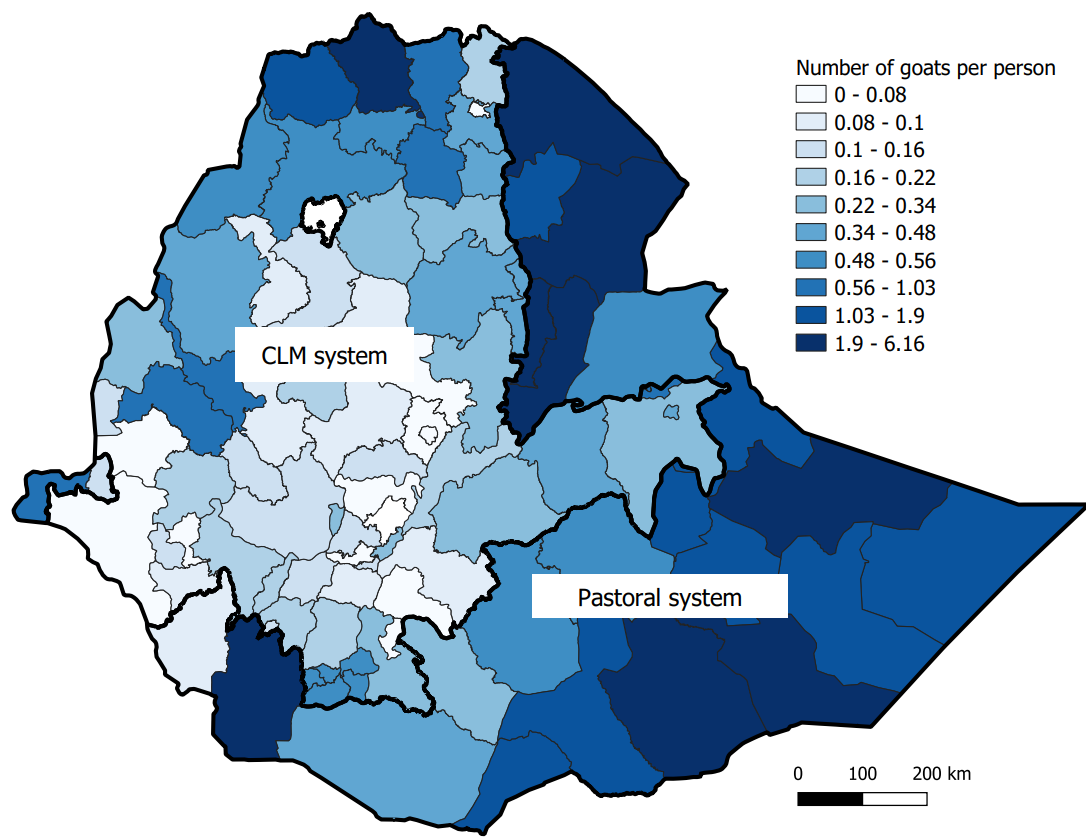 Number of goats per person
0 - 0.08
0.08 - 0.1
0.1 - 0.16
0.16 - 0.22
0.22 - 0.34
0.34 - 0.48
0.48 - 0.56
0.56 - 1.03
1.03 - 1.9
1.9 - 6.16
CLM system
Pastoral system
0 100 200 km